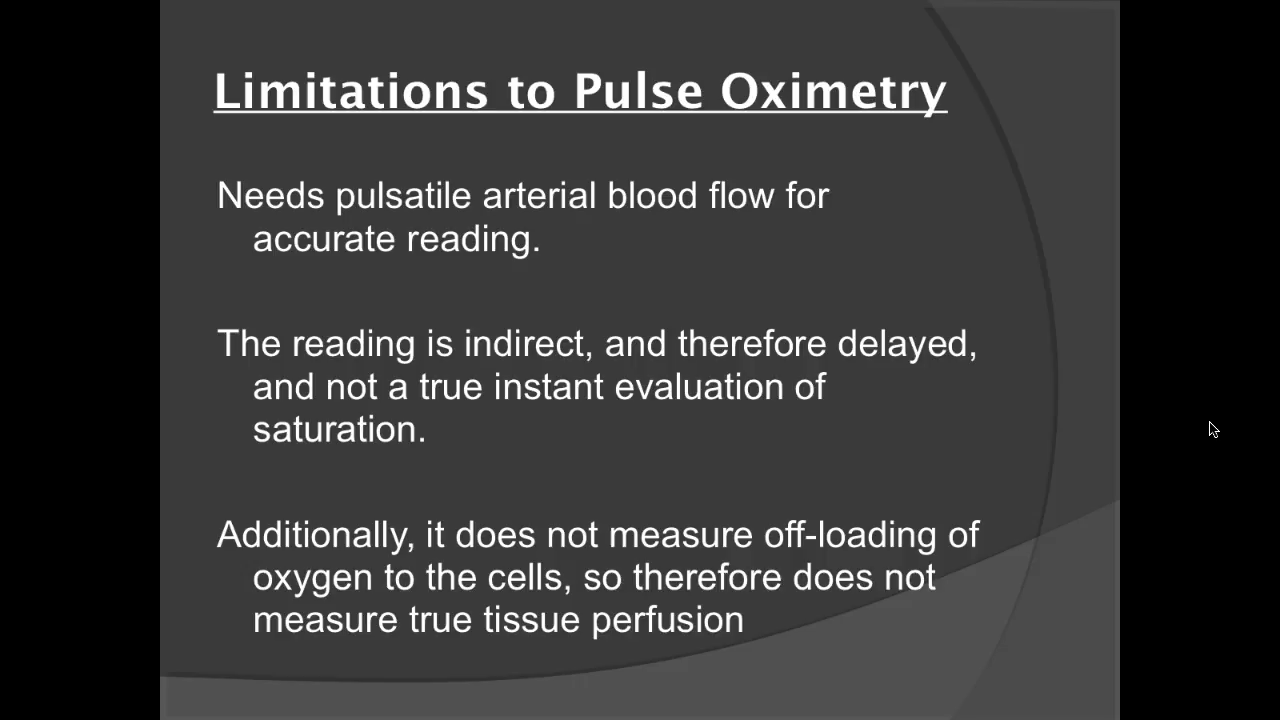 Limitations to Pulse Oximetry
Needs pulsatile arterial blood flow for
accurate reading.
The reading is indirect, and therefore delayed,
and not a true instant evaluation of
saturation.
Additionally, it does not measure off-loading of
oxygen to the cells, so therefore does not
measure true tissue perfusion